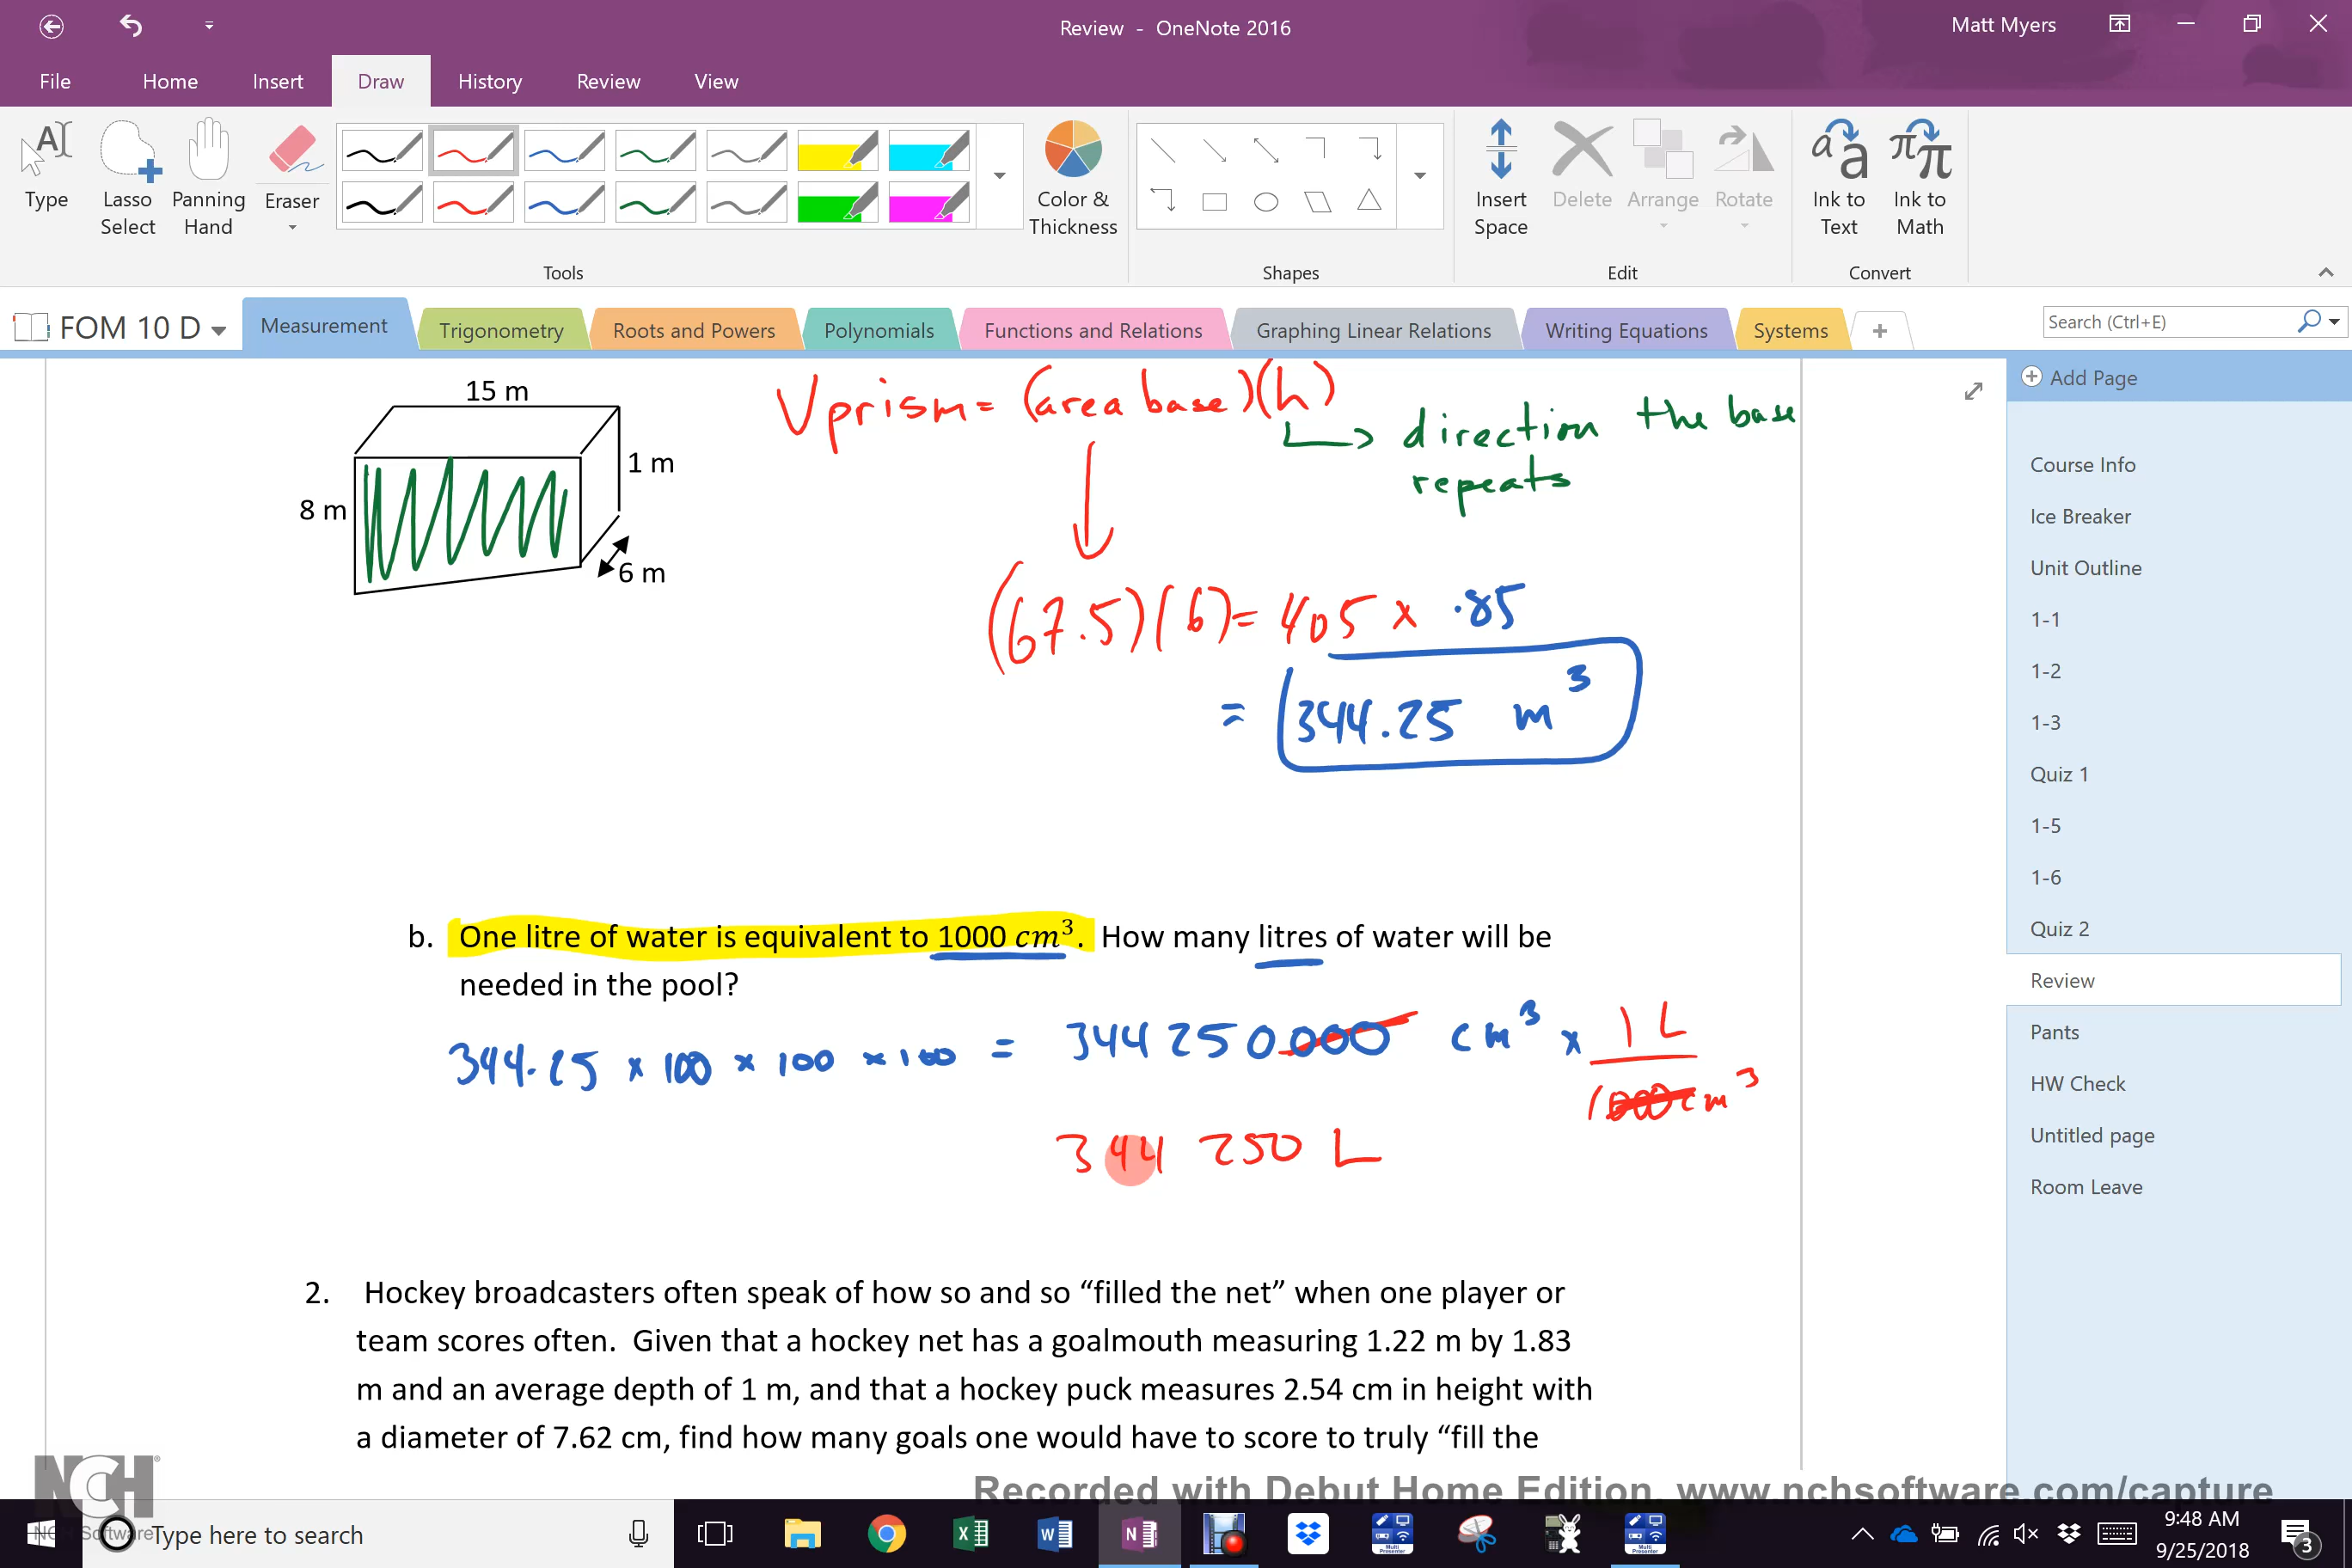 Review - OneNote 2016
Matt Myers
File Home Insert Draw History Review View
Type
Lasso Select
Panning Hand
Eraser
Color & Thickness
Insert Space
Delete
Arrange
Rotate
Ink to Text
Ink to Math
Tools
Shapes
Edit
Convert
FOM 10 D
Measurement
Trigonometry
Roots and Powers
Polynomials
Functions and Relations
Graphing Linear Relations
Writing Equations
Systems
Search (Ctrl+E)
15 m
1 m
8 m
6 m
Vprism = (area base)(h)
direction the base
repeats
(67.5)(6) = 405 x .85
= 344.25 m³
b. One litre of water is equivalent to 1000 cm³. How many litres of water will be
needed in the pool?
344.25 x 100 x 100 x 100 = 344 250 000 cm³ x 1 L
1000 cm³
344 250 L
2. Hockey broadcasters often speak of how so and so “filled the net” when one player or
team scores often. Given that a hockey net has a goalmouth measuring 1.22 m by 1.83
m and an average depth of 1 m, and that a hockey puck measures 2.54 cm in height with
a diameter of 7.62 cm, find how many goals one would have to score to truly “fill the
Add Page
Course Info
Ice Breaker
Unit Outline
1-1
1-2
1-3
Quiz 1
1-5
1-6
Quiz 2
Review
Pants
HW Check
Untitled page
Room Leave
NCH
NCH Software
Recorded with Debut Home Edition. www.nchsoftware.com/capture
Type here to search
9:48 AM
9/25/2018
3